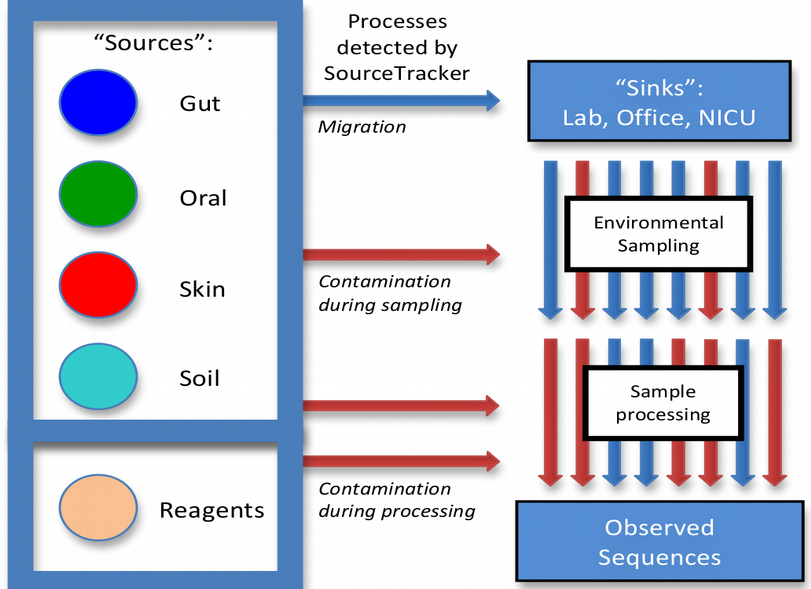 “Sources”:
Gut
Oral
Skin
Soil
Reagents
Processes
detected by
SourceTracker
Migration
Contamination
during sampling
Contamination
during processing
“Sinks”:
Lab, Office, NICU
Environmental
Sampling
Sample
processing
Observed
Sequences